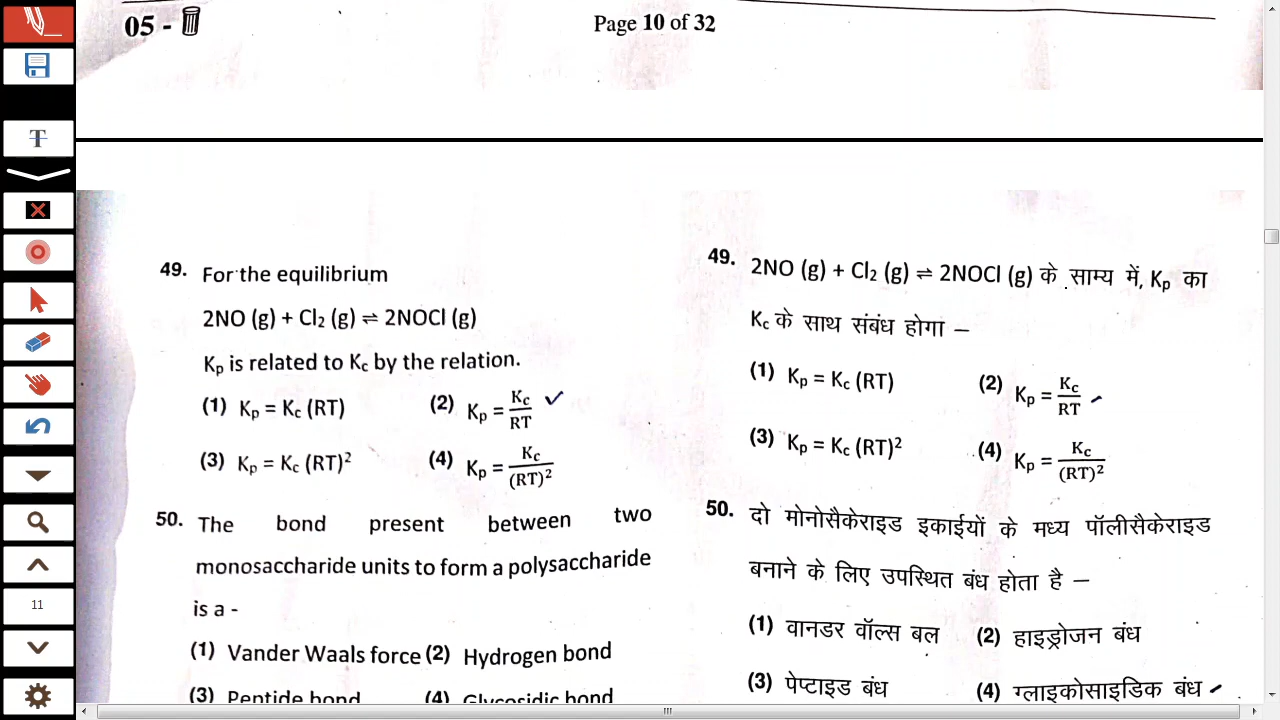 05 -
Page 10 of 32
49. For the equilibrium
2NO (g) + Cl₂ (g) ⇌ 2NOCl (g)
Kₚ is related to K꜀ by the relation.
(1) Kₚ = K꜀ (RT) (2) Kₚ = K꜀/RT
(3) Kₚ = K꜀ (RT)² (4) Kₚ = K꜀/(RT)²
50. The bond present between two
monosaccharide units to form a polysaccharide
is a -
(1) Vander Waals force (2) Hydrogen bond
(3) Peptide bond (4) Glycosidic bond
49. 2NO (g) + Cl₂ (g) ⇌ 2NOCl (g) के साम्य में, Kₚ का
K꜀ के साथ संबंध होगा –
(1) Kₚ = K꜀ (RT) (2) Kₚ = K꜀/RT
(3) Kₚ = K꜀ (RT)² (4) Kₚ = K꜀/(RT)²
50. दो मोनोसैकेराइड इकाईयों के मध्य पॉलीसैकेराइड
बनाने के लिए उपस्थित बंध होता है –
(1) वानडर वॉल्स बल (2) हाइड्रोजन बंध
(3) पेप्टाइड बंध (4) ग्लाइकोसाइडिक बंध
T
11